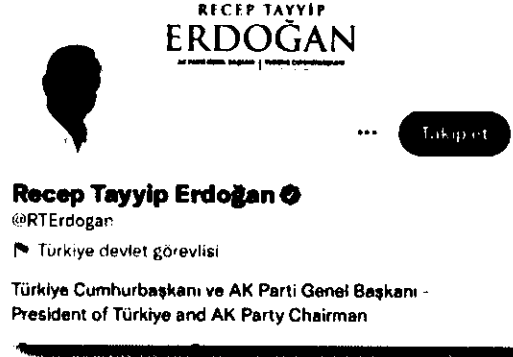 RECEP TAYYİP
ERDOĞAN
Takip et
Recep Tayyip Erdoğan
@RTErdogan
Türkiye devlet görevlisi
Türkiye Cumhurbaşkanı ve AK Parti Genel Başkanı -
President of Türkiye and AK Party Chairman